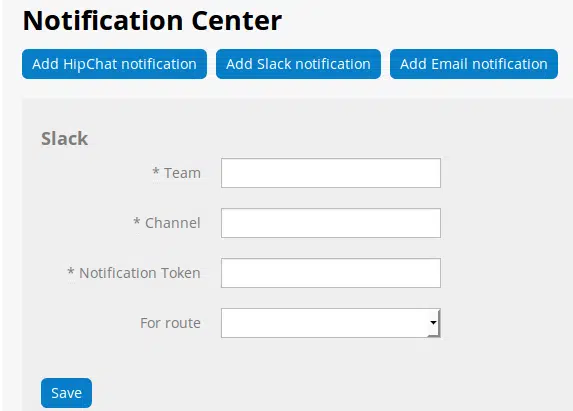 Notification Center
Add HipChat notification Add Slack notification Add Email notification
Slack
* Team
* Channel
* Notification Token
For route
Save